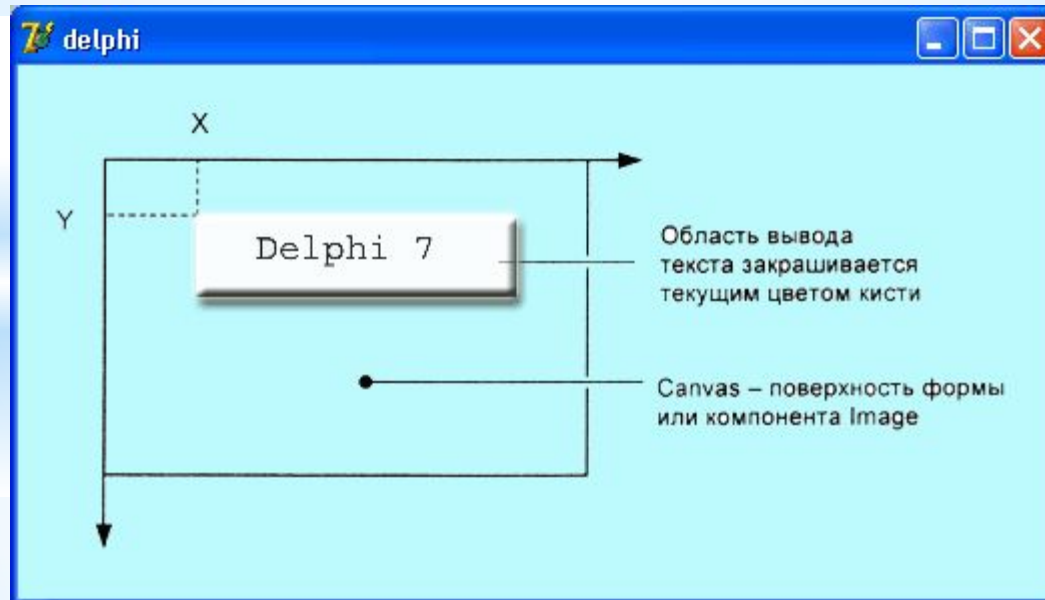 delphi
X
Y
Delphi 7
Область вывода
текста закрашивается
текущим цветом кисти
Canvas – поверхность формы
или компонента Image